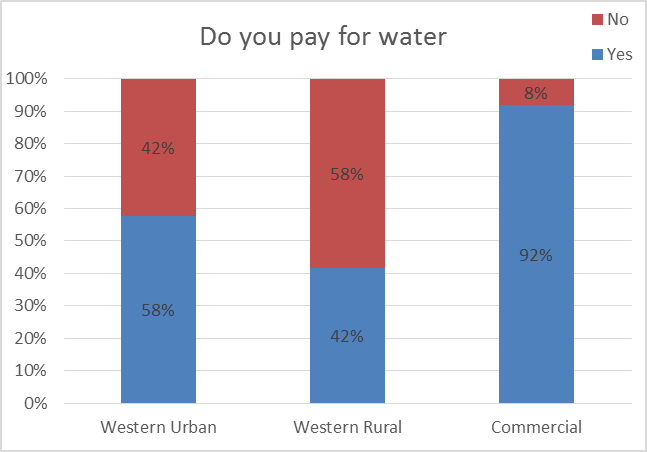 Do you pay for water
No
Yes
100%
90%
80%
70%
60%
50%
40%
30%
20%
10%
0%
42%
58%
8%
58%
42%
92%
Western Urban
Western Rural
Commercial